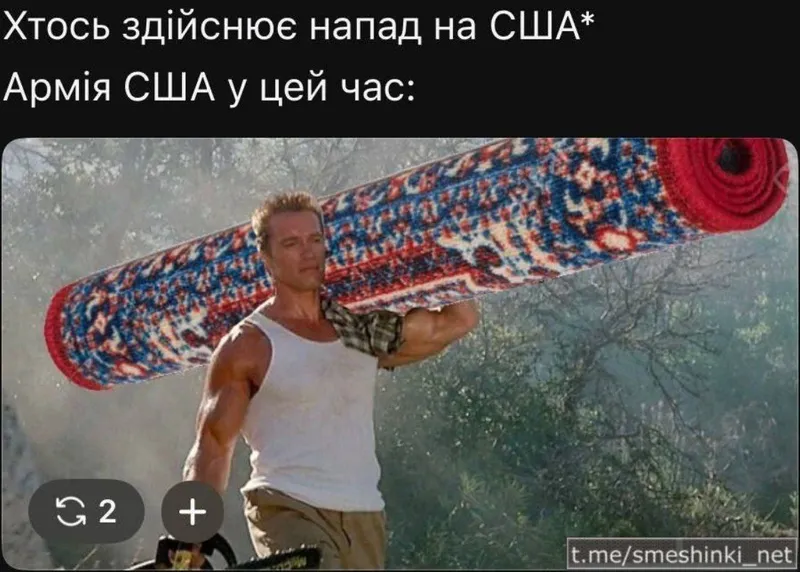 Хтось здійснює напад на США*
Армія США у цей час:
2
+
t.me/smeshinki_net